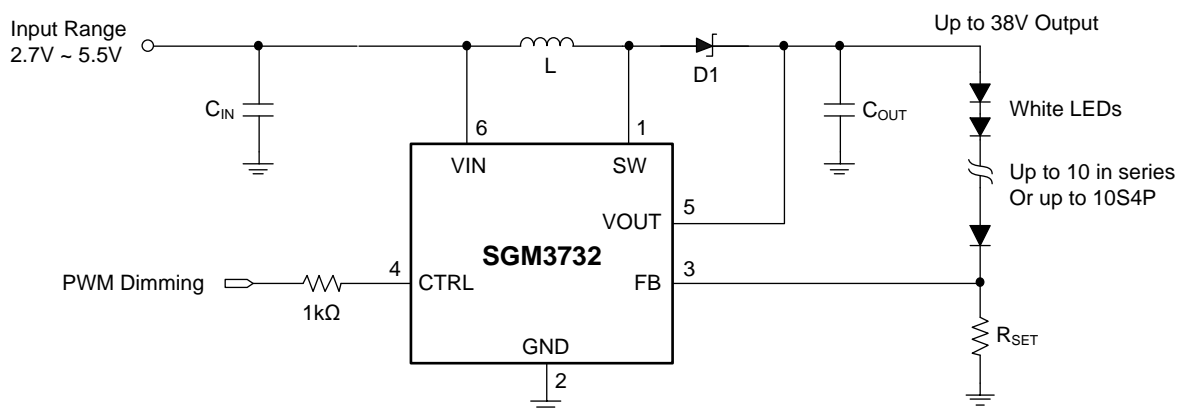 Input Range
2.7V ~ 5.5V
Up to 38V Output
L
D1
CIN
COUT
White LEDs
Up to 10 in series
Or up to 10S4P
6
1
VIN
SW
VOUT
5
SGM3732
PWM Dimming
1kΩ
4
CTRL
FB
3
GND
2
RSET